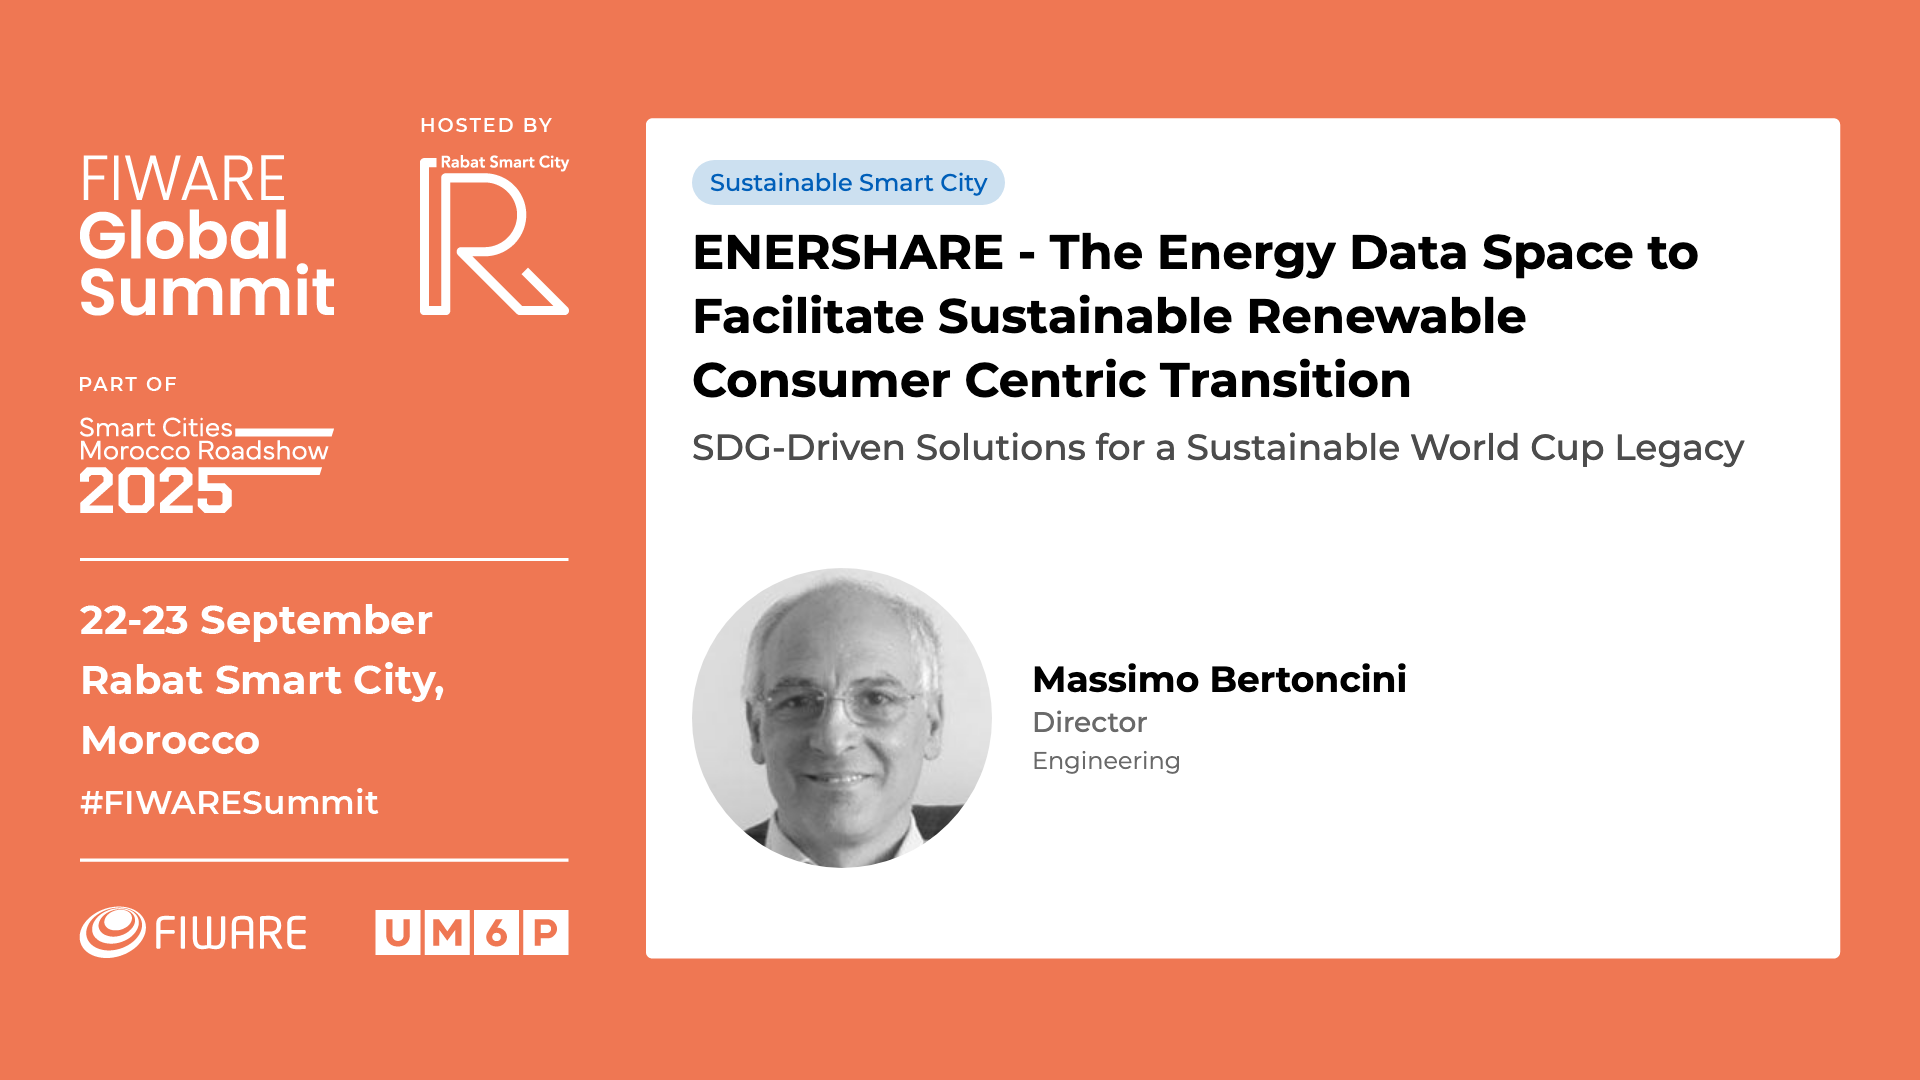 FIWARE
Global
Summit
HOSTED BY
Rabat Smart City
R
PART OF
Smart Cities
Morocco Roadshow
2025
22-23 September
Rabat Smart City,
Morocco
#FIWARESummit
FIWARE
UM6P
Sustainable Smart City
ENERSHARE - The Energy Data Space to
Facilitate Sustainable Renewable
Consumer Centric Transition
SDG-Driven Solutions for a Sustainable World Cup Legacy
Massimo Bertoncini
Director
Engineering